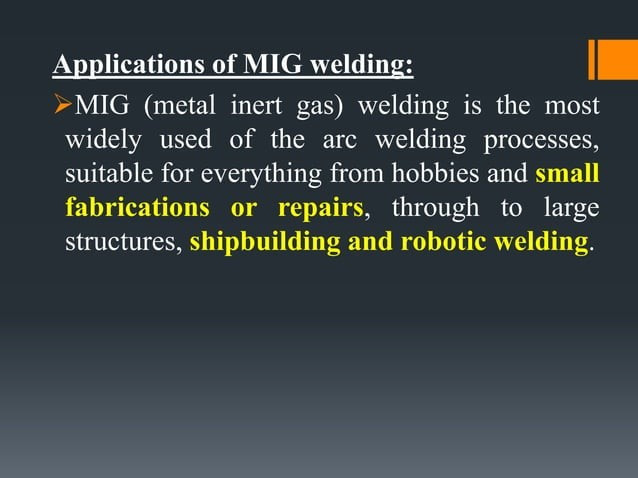 Applications of MIG welding:
➢MIG (metal inert gas) welding is the most
widely used of the arc welding processes,
suitable for everything from hobbies and small
fabrications or repairs, through to large
structures, shipbuilding and robotic welding.